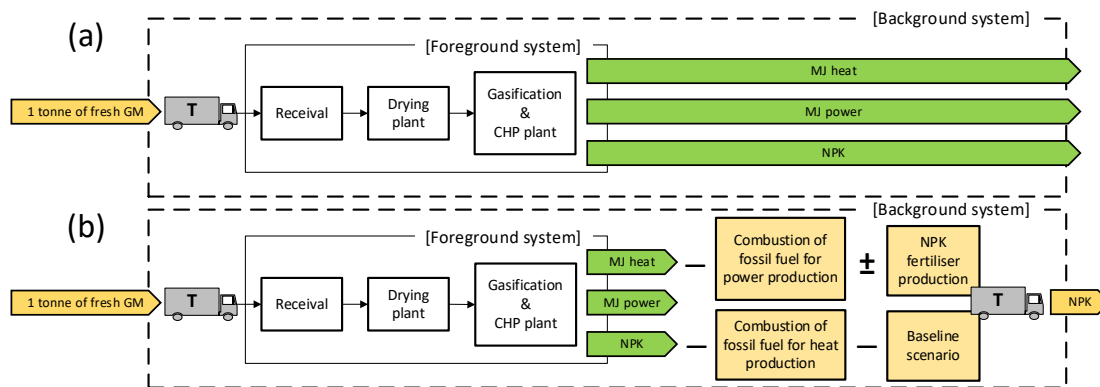 (a)
[Background system]
[Foreground system]
1 tonne of fresh GM
T
Receival
Drying
plant
Gasification
&
CHP plant
MJ heat
MJ power
NPK
(b)
[Background system]
[Foreground system]
1 tonne of fresh GM
T
Receival
Drying
plant
Gasification
&
CHP plant
MJ heat
MJ power
NPK
—
Combustion of
fossil fuel for
power production
±
NPK
fertiliser
production
—
Combustion of
fossil fuel for heat
production
—
Baseline
scenario
T
NPK